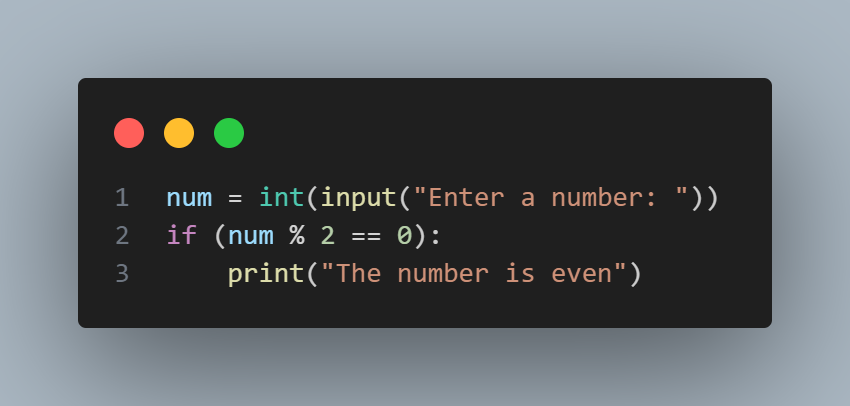 1 num = int(input("Enter a number: "))
2 if (num % 2 == 0):
3     print("The number is even")